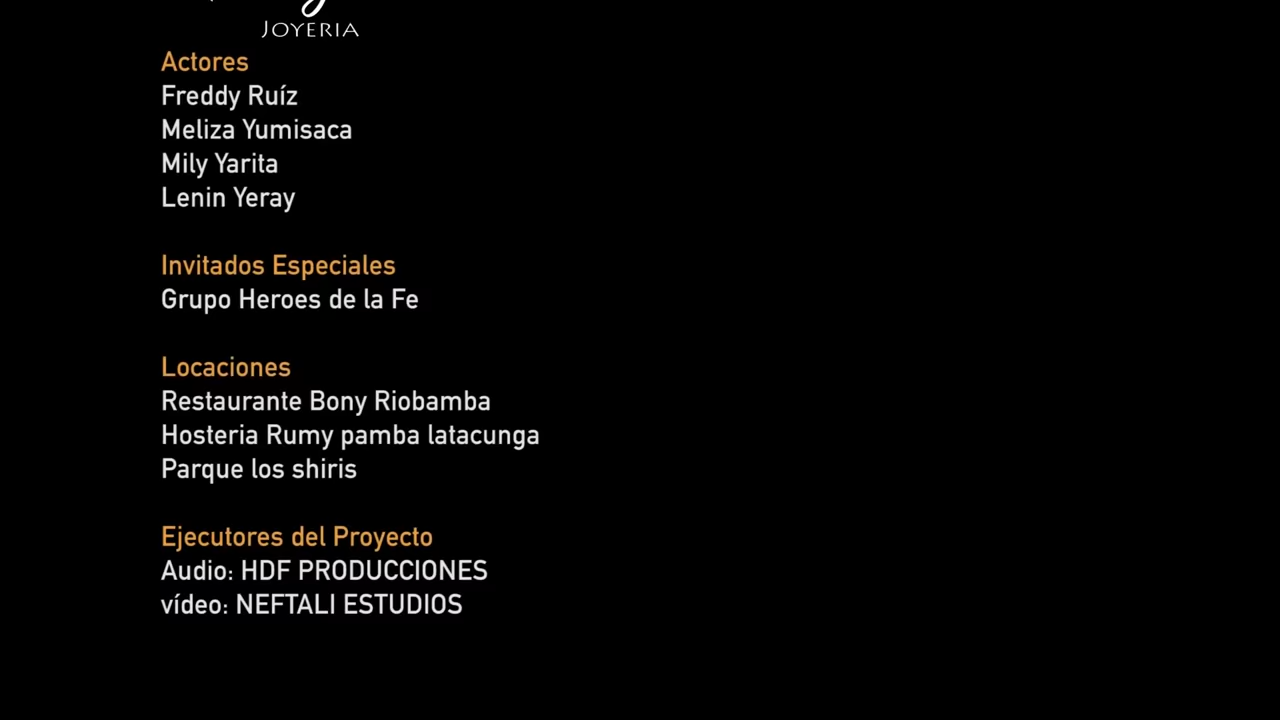 JOYERIA
Actores
Freddy Ruíz
Meliza Yumisaca
Mily Yarita
Lenin Yeray
Invitados Especiales
Grupo Heroes de la Fe
Locaciones
Restaurante Bony Riobamba
Hosteria Rumy pamba latacunga
Parque los shiris
Ejecutores del Proyecto
Audio: HDF PRODUCCIONES
vídeo: NEFTALI ESTUDIOS